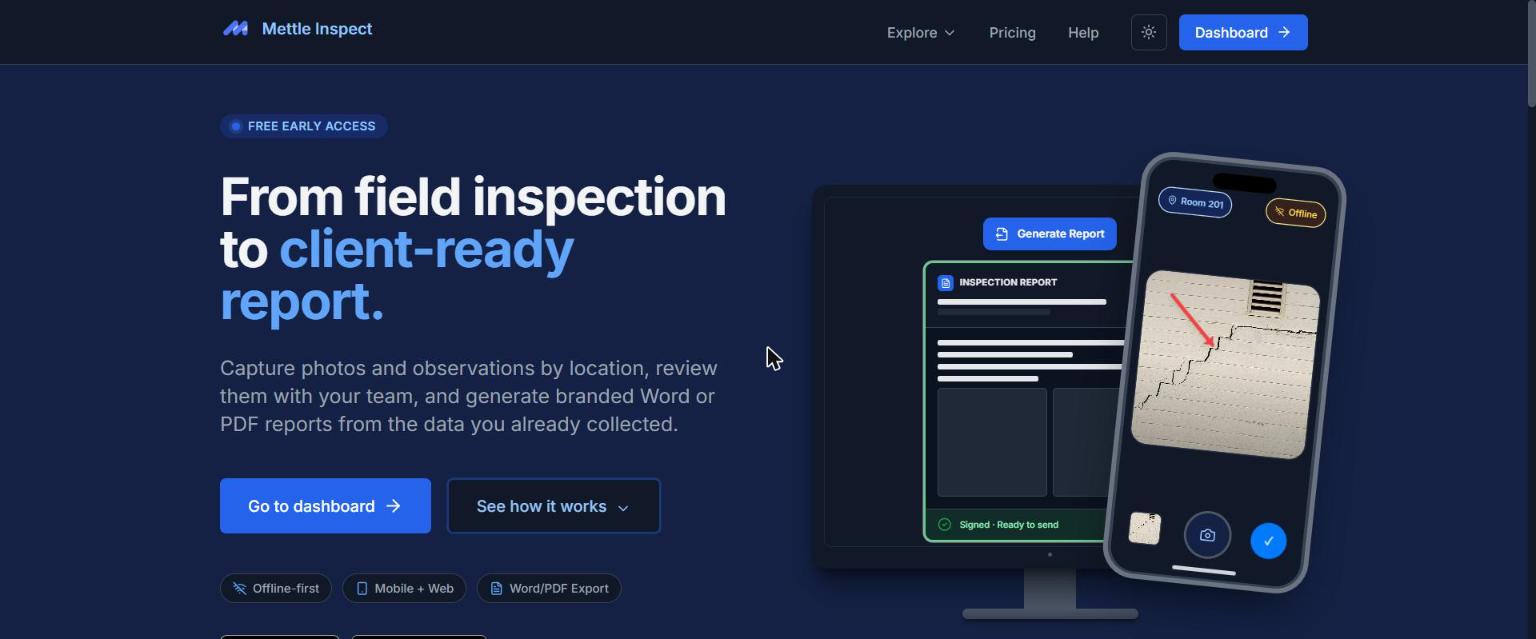 Mettle Inspect
Explore
Pricing
Help
Dashboard
FREE EARLY ACCESS
From field inspection
to client-ready
report.
Capture photos and observations by location, review
them with your team, and generate branded Word or
PDF reports from the data you already collected.
Go to dashboard
See how it works
Offline-first
Mobile + Web
Word/PDF Export
Generate Report
INSPECTION REPORT
Signed · Ready to send
Room 201
Offline